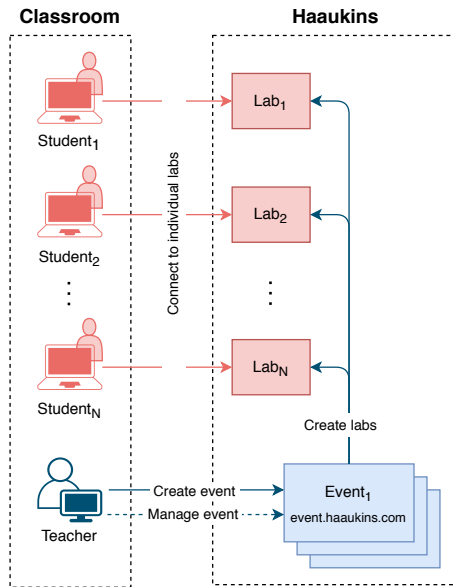 Classroom
Haaukins
Student1
Lab1
Student2
Lab2
Connect to individual labs
StudentN
LabN
Create labs
Teacher
Create event
Manage event
Event1
event.haaukins.com